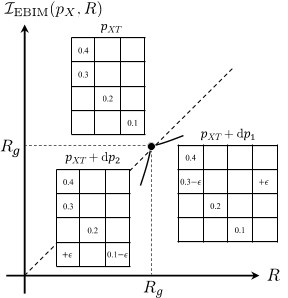 𝓘_EBIM(p_X, R)
p_XT
0.4
0.3
0.2
0.1
R_g
p_XT + dp_2
0.4
0.3
0.2
+ϵ 0.1−ϵ
p_XT + dp_1
0.4
0.3−ϵ +ϵ
0.2
0.1
R
R_g